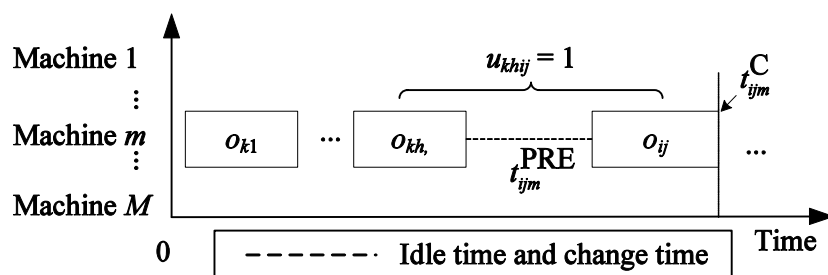 Machine 1
u_khij = 1
t_ijm^C
⋮
Machine m
o_k1 ... o_kh, t_ijm^PRE o_ij ...
⋮
Machine M
0
Time
Idle time and change time